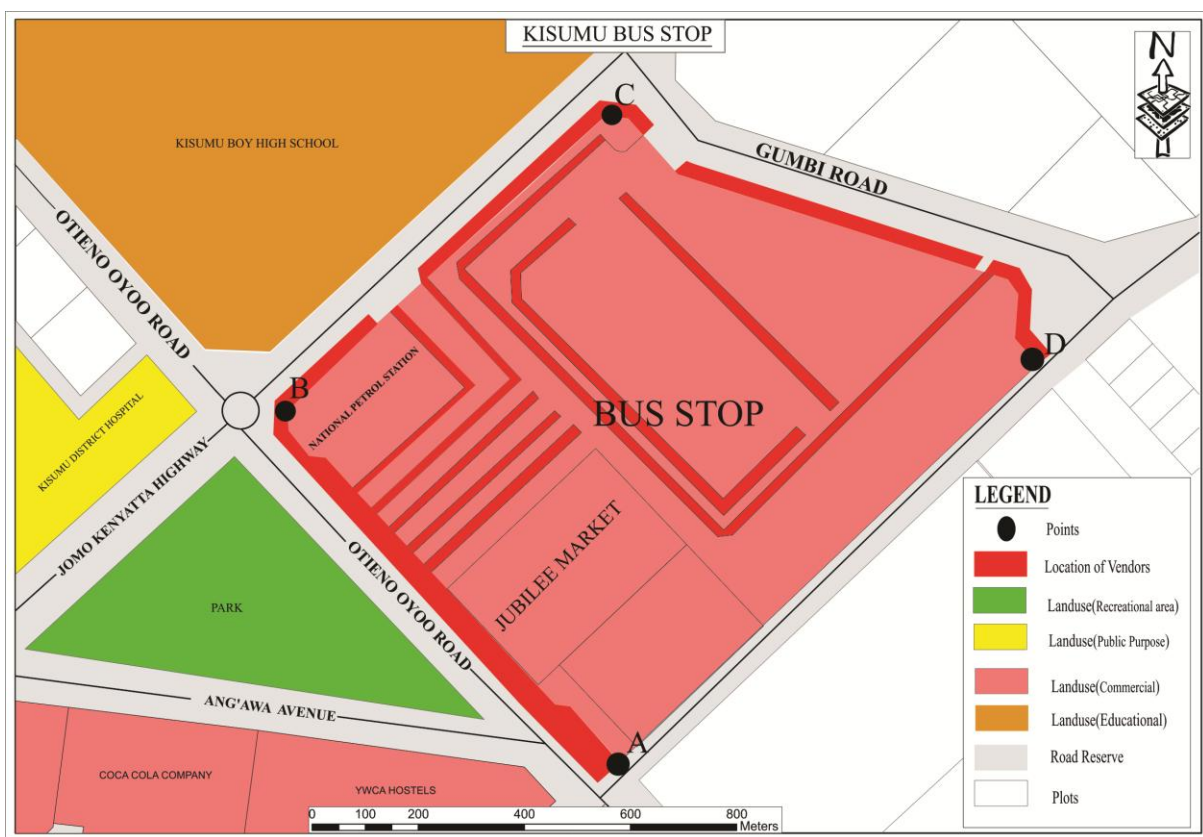 KISUMU BUS STOP
N
C
KISUMU BOY HIGH SCHOOL
GUMBI ROAD
OTIENO OYOO ROAD
D
B
NATIONAL PETROL STATION
BUS STOP
KISUMU DISTRICT HOSPITAL
JOMO KENYATTA HIGHWAY
OTIENO OYOO ROAD
JUBILEE MARKET
PARK
ANG'AWA AVENUE
A
COCA COLA COMPANY
YWCA HOSTELS
0 100 200 400 600 800
Meters
LEGEND
Points
Location of Vendors
Landuse(Recreational area)
Landuse(Public Purpose)
Landuse(Commercial)
Landuse(Educational)
Road Reserve
Plots